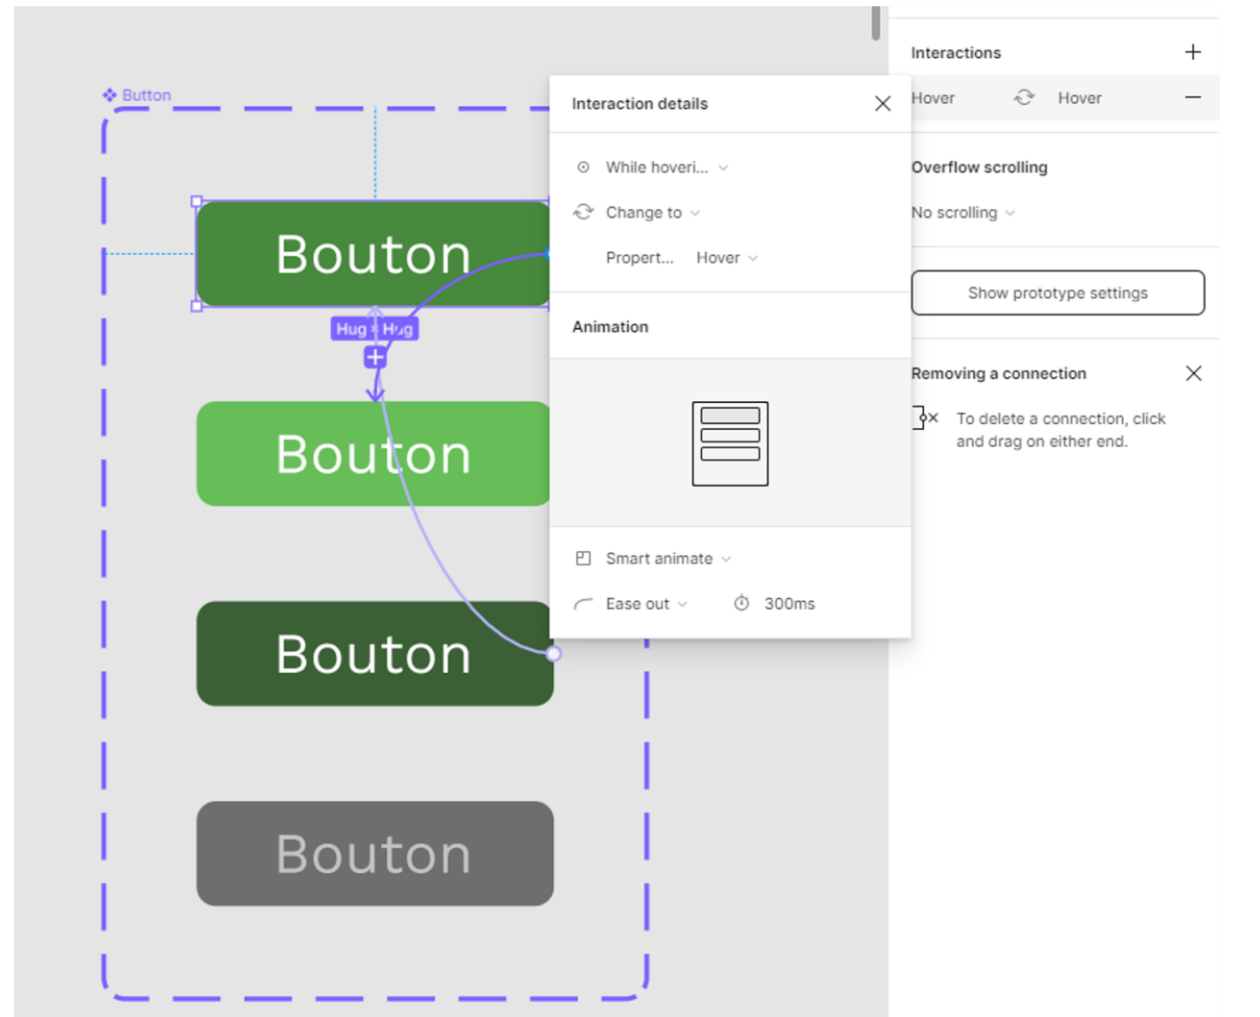 Button
Bouton
Hug × Hug
Bouton
Bouton
Bouton
Interaction details
While hoveri...
Change to
Propert... Hover
Animation
Smart animate
Ease out 300ms
Interactions
Hover Hover
Overflow scrolling
No scrolling
Show prototype settings
Removing a connection
To delete a connection, click
and drag on either end.